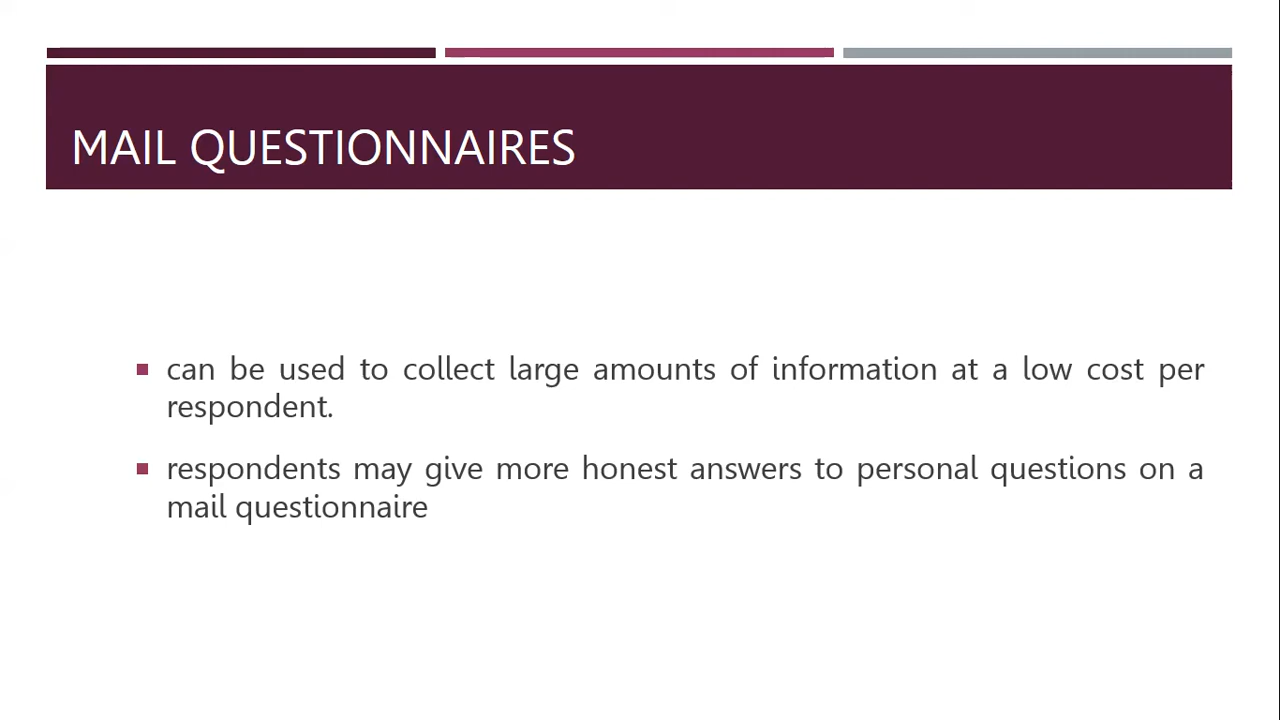 MAIL QUESTIONNAIRES
can be used to collect large amounts of information at a low cost per
respondent.
respondents may give more honest answers to personal questions on a
mail questionnaire